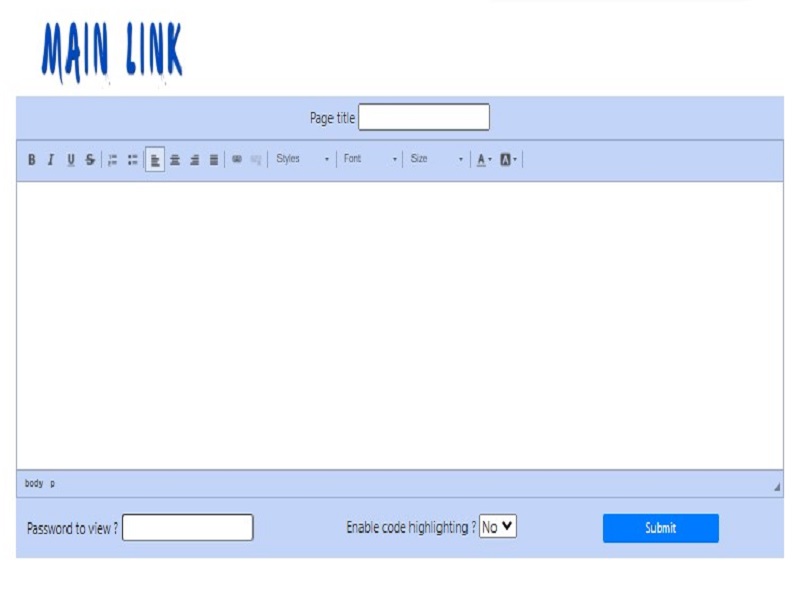 MAIN LINK
Page title
B I U S Styles Font Size A A
body p
Password to view ? Enable code highlighting ? No Submit